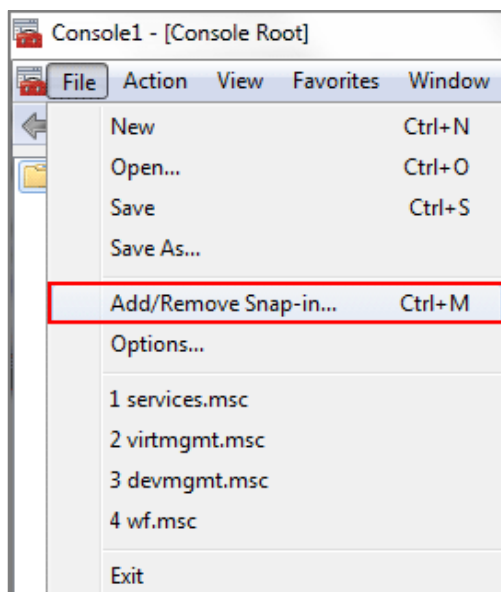 Console1 - [Console Root]
File Action View Favorites Window
New Ctrl+N
Open... Ctrl+O
Save Ctrl+S
Save As...
Add/Remove Snap-in... Ctrl+M
Options...
1 services.msc
2 virtmgmt.msc
3 devmgmt.msc
4 wf.msc
Exit